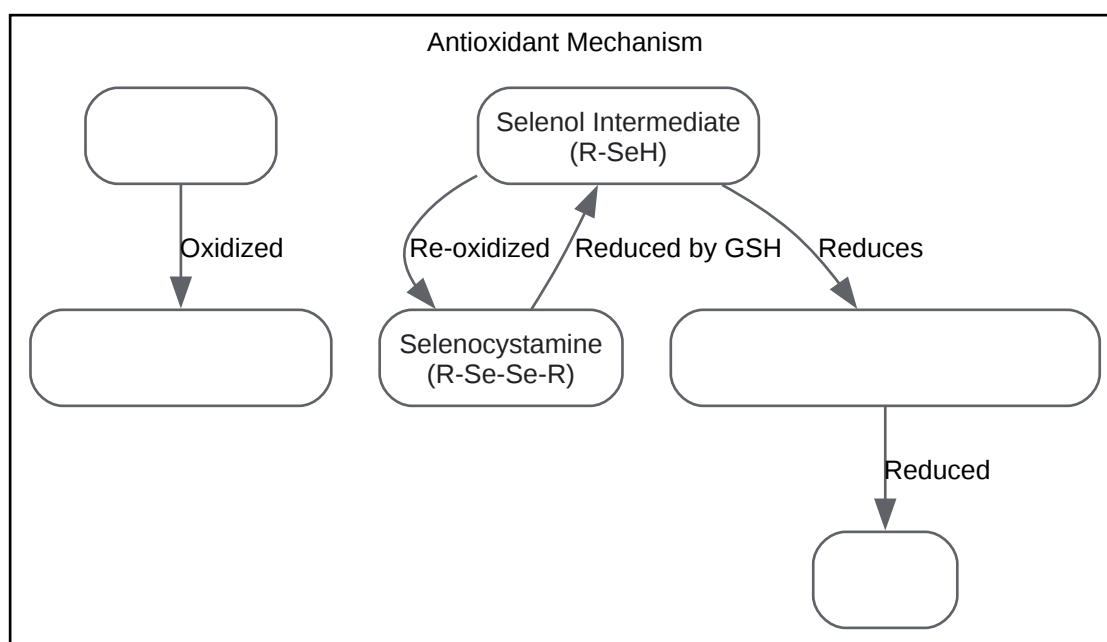 Antioxidant Mechanism
Selenol Intermediate
(R-SeH)
Oxidized
Re-oxidized
Reduced by GSH
Reduces
Selenocystamine
(R-Se-Se-R)
Reduced